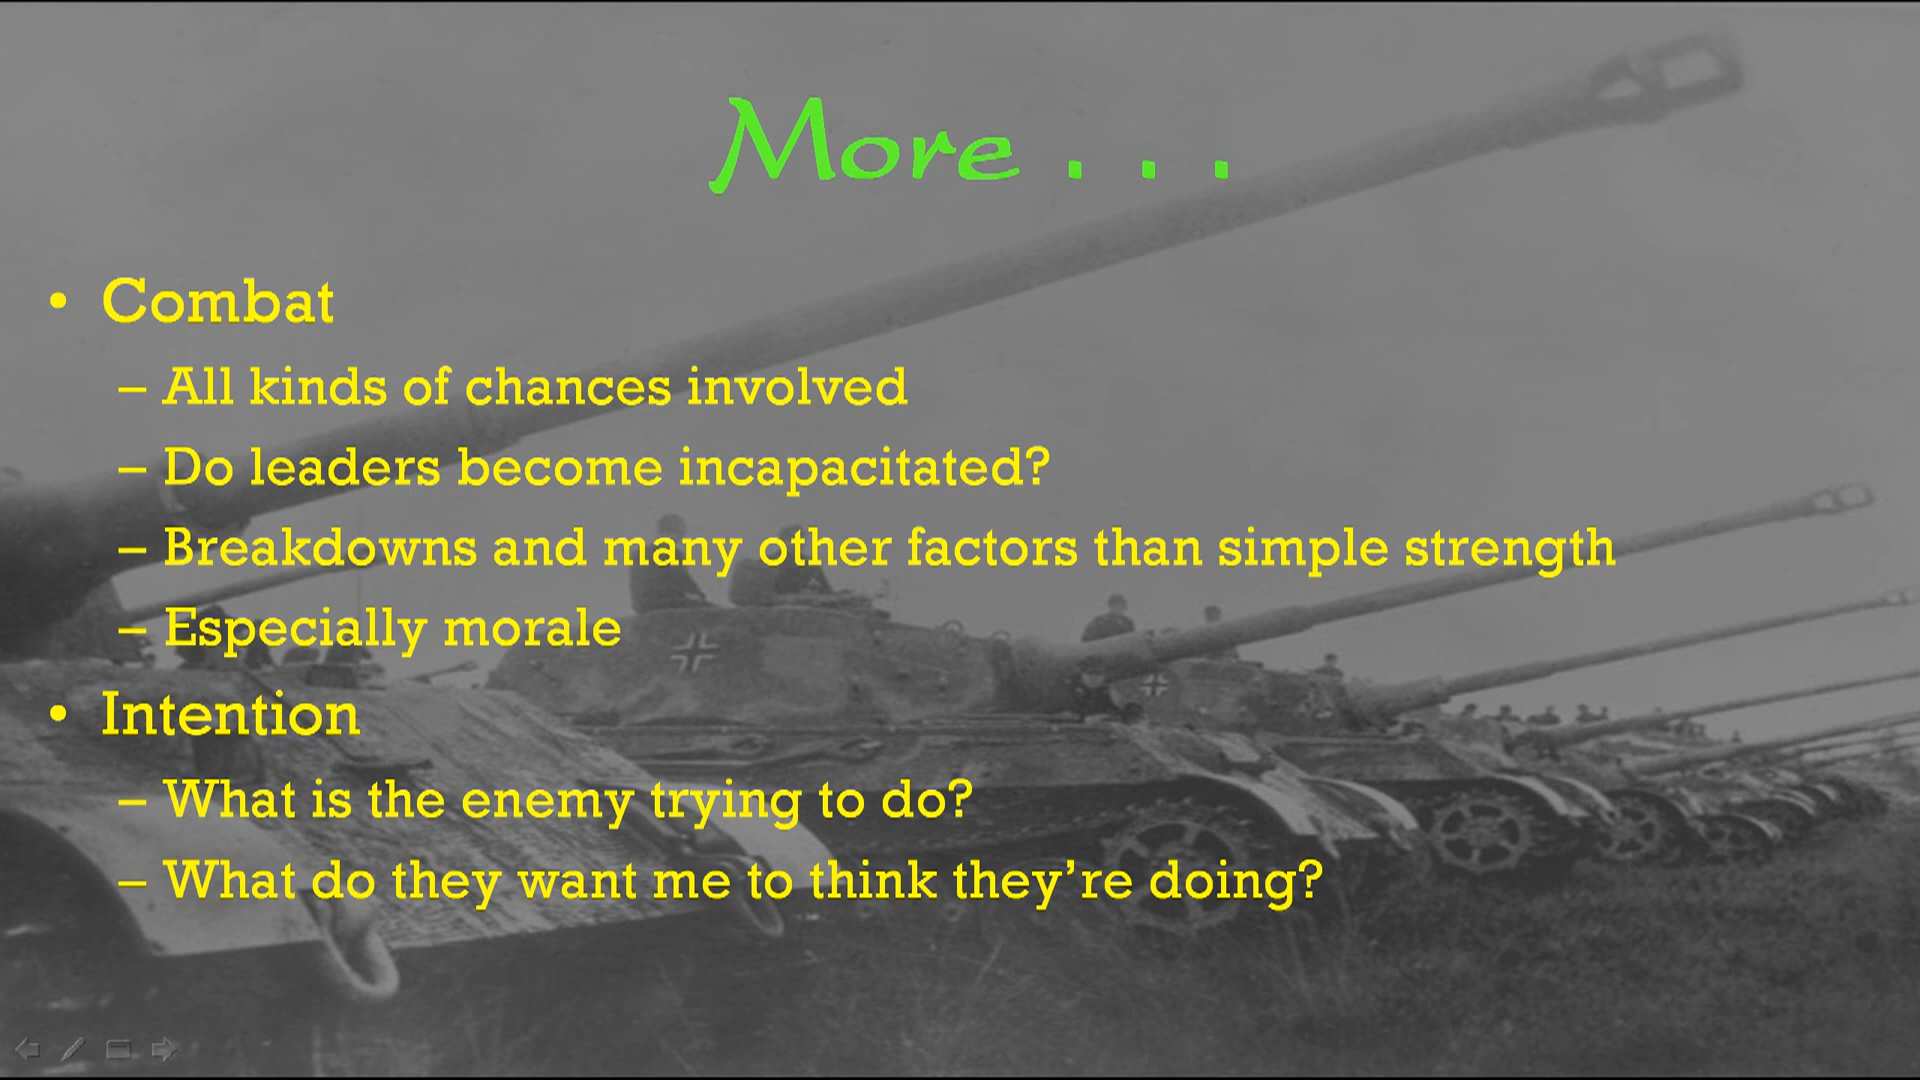 More . . .
• Combat
– All kinds of chances involved
– Do leaders become incapacitated?
– Breakdowns and many other factors than simple strength
– Especially morale
• Intention
– What is the enemy trying to do?
– What do they want me to think they’re doing?